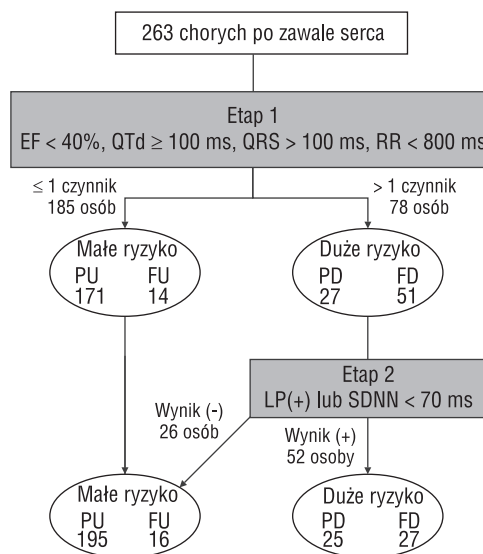 263 chorych po zawale serca
Etap 1
EF < 40%, QTd ≥ 100 ms, QRS > 100 ms, RR < 800 ms
≤ 1 czynnik
185 osób
> 1 czynnik
78 osób
Małe ryzyko
PU FU
171 14
Duże ryzyko
PD FD
27 51
Etap 2
LP(+) lub SDNN < 70 ms
Wynik (-)
26 osób
Wynik (+)
52 osoby
Małe ryzyko
PU FU
195 16
Duże ryzyko
PD FD
25 27